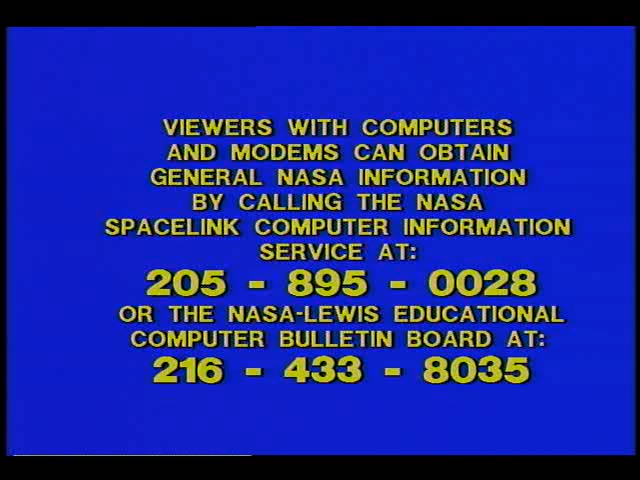 VIEWERS WITH COMPUTERS
AND MODEMS CAN OBTAIN
GENERAL NASA INFORMATION
BY CALLING THE NASA
SPACELINK COMPUTER INFORMATION
SERVICE AT:
205 - 895 - 0028
OR THE NASA-LEWIS EDUCATIONAL
COMPUTER BULLETIN BOARD AT:
216 - 433 - 8035